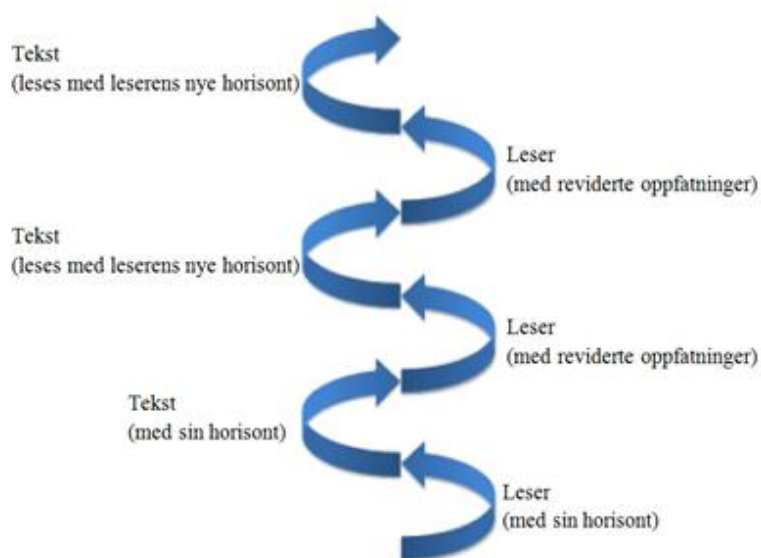 Tekst
(leses med leserens nye horisont)
Leser
(med reviderte oppfatninger)
Tekst
(leses med leserens nye horisont)
Leser
(med reviderte oppfatninger)
Tekst
(med sin horisont)
Leser
(med sin horisont)